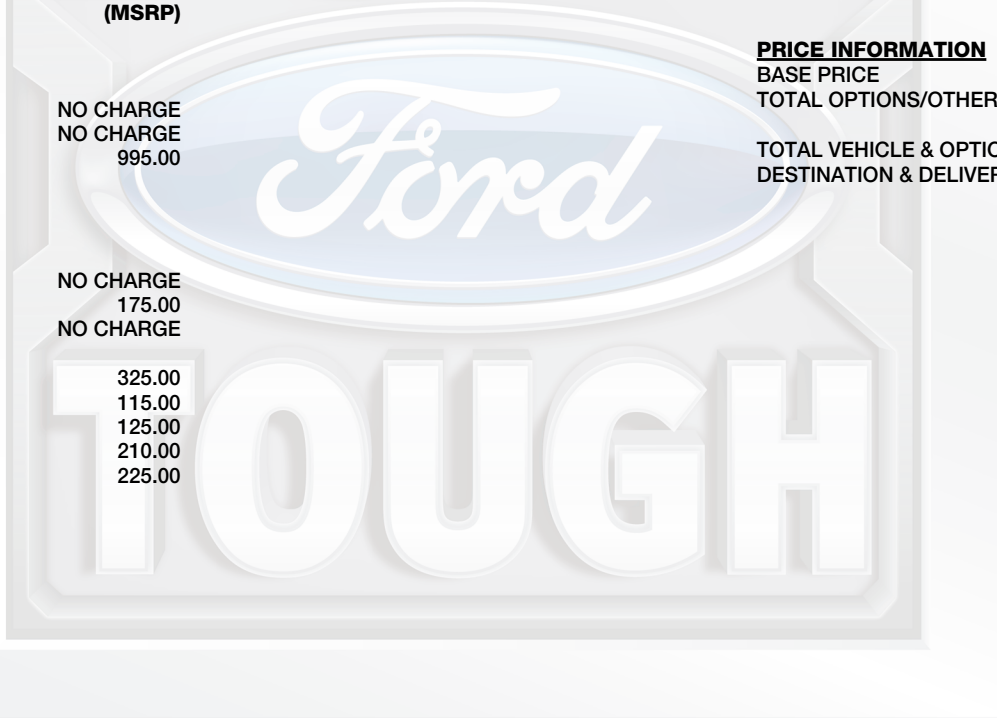 (MSRP)
NO CHARGE
NO CHARGE
995.00
NO CHARGE
175.00
NO CHARGE
325.00
115.00
125.00
210.00
225.00
PRICE INFORMATION
BASE PRICE
TOTAL OPTIONS/OTHER
TOTAL VEHICLE & OPTIO
DESTINATION & DELIVER
Ford
TOUGH